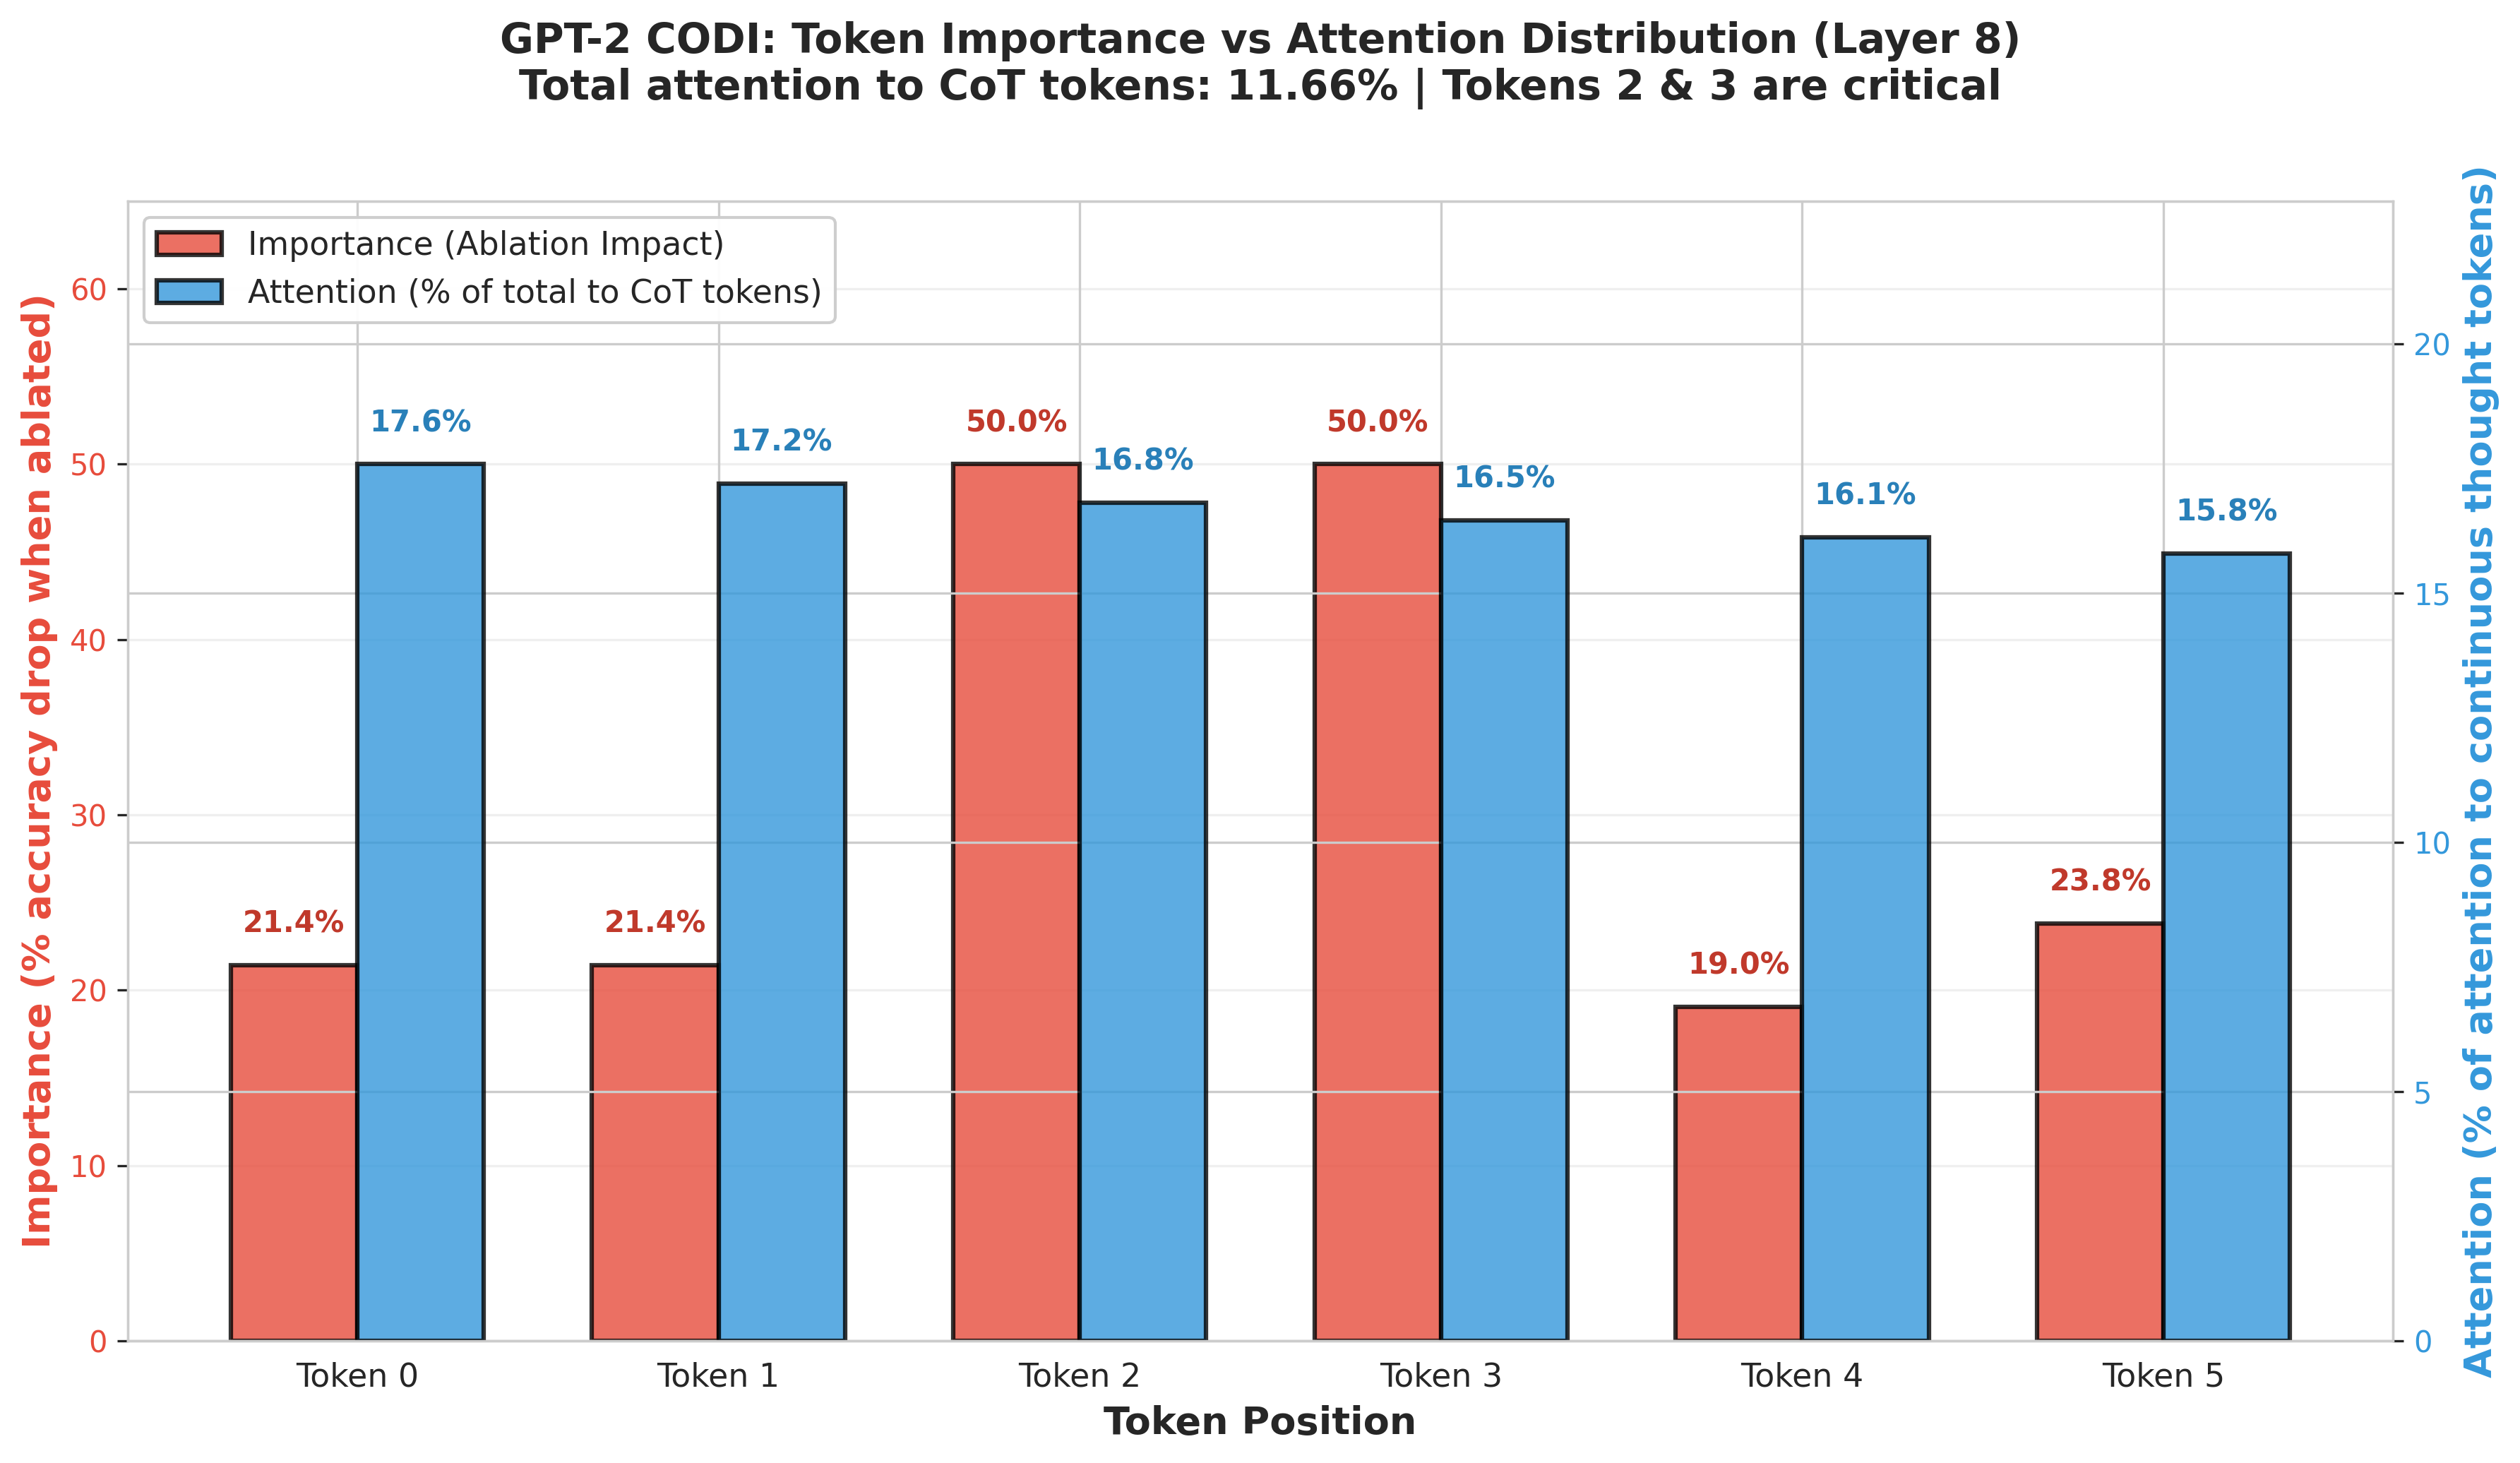 GPT-2 CODI: Token Importance vs Attention Distribution (Layer 8)
Total attention to CoT tokens: 11.66% | Tokens 2 & 3 are critical
Importance (Ablation Impact)
Attention (% of total to CoT tokens)
Importance (% accuracy drop when ablated)
60
50
40
30
20
10
0
21.4%
17.6%
21.4%
17.2%
50.0%
16.8%
50.0%
16.5%
19.0%
16.1%
23.8%
15.8%
20
15
10
5
0
Attention (% of attention to continuous thought tokens)
Token 0
Token 1
Token 2
Token 3
Token 4
Token 5
Token Position